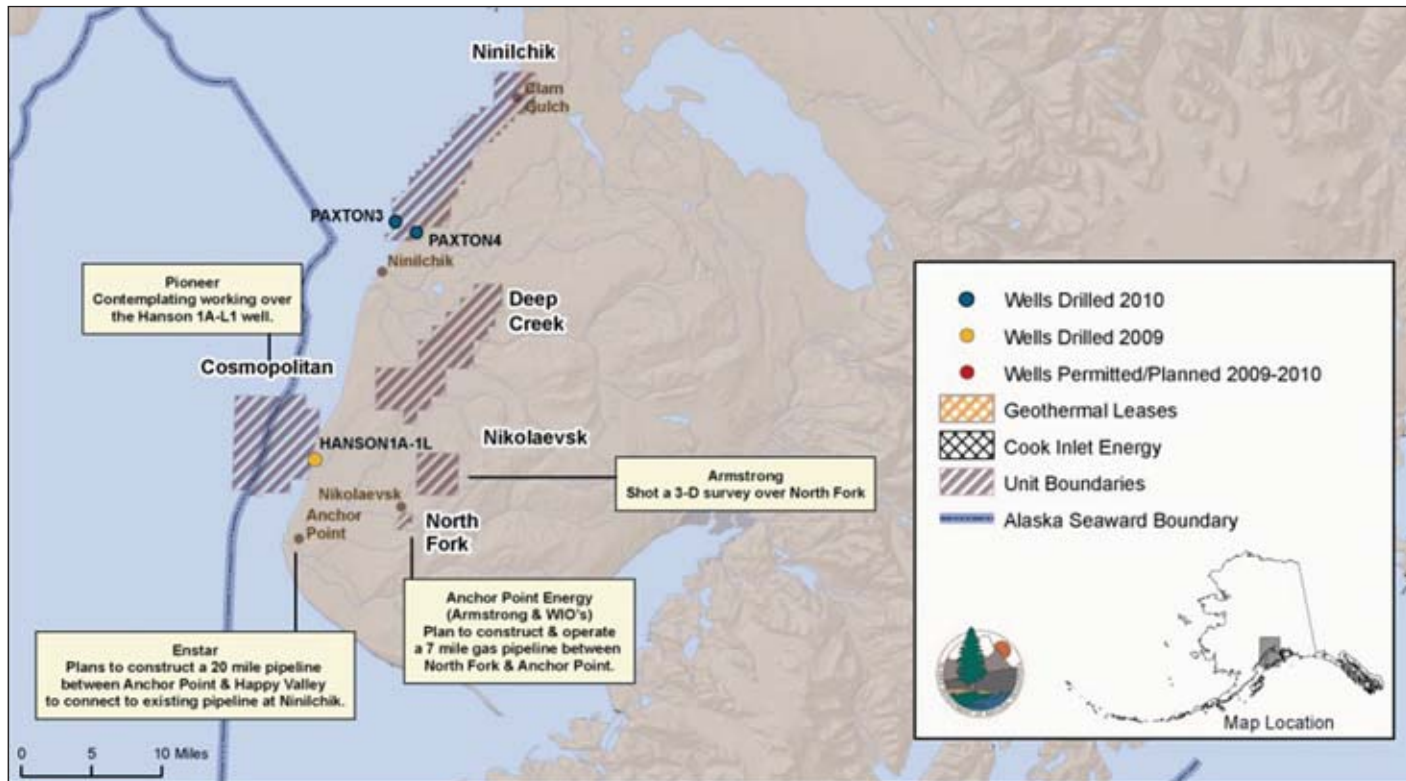 Ninilchik
Clam
Gulch
PAXTON3
PAXTON4
Ninilchik
Pioneer
Contemplating working over
the Hanson 1A-L1 well.
Deep
Creek
Cosmopolitan
HANSON1A-1L
Nikolaevsk
Armstrong
Shot a 3-D survey over North Fork
Nikolaevsk
Anchor
Point
North
Fork
Anchor Point Energy
(Armstrong & WIO's)
Plan to construct & operate
a 7 mile gas pipeline between
North Fork & Anchor Point.
Enstar
Plans to construct a 20 mile pipeline
between Anchor Point & Happy Valley
to connect to existing pipeline at Ninilchik.
0 5 10 Miles
Wells Drilled 2010
Wells Drilled 2009
Wells Permitted/Planned 2009-2010
Geothermal Leases
Cook Inlet Energy
Unit Boundaries
Alaska Seaward Boundary
Map Location